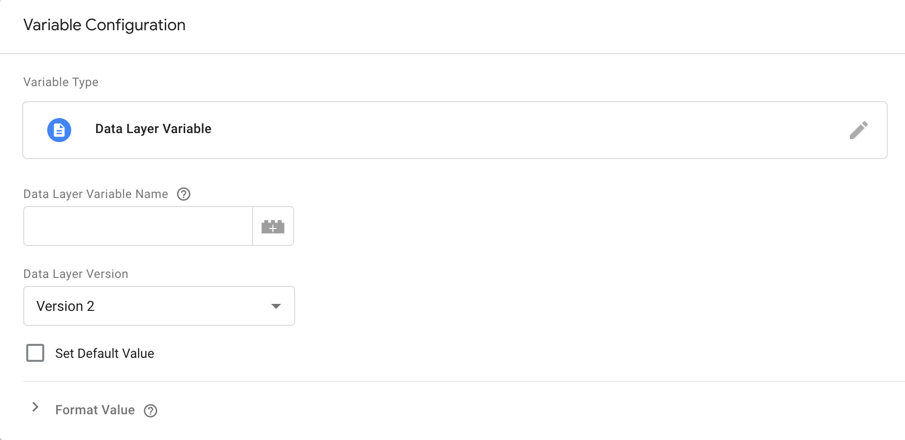 Variable Configuration
Variable Type
Data Layer Variable
Data Layer Variable Name
Data Layer Version
Version 2
Set Default Value
Format Value